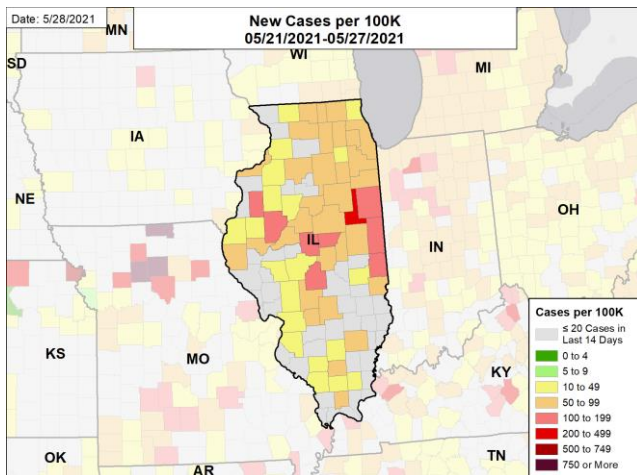 Date: 5/28/2021
New Cases per 100K
05/21/2021-05/27/2021
MN
SD
WI
MI
IA
NE
IL
IN
OH
KS
MO
KY
OK
AR
TN
Cases per 100K
≤ 20 Cases in
Last 14 Days
0 to 4
5 to 9
10 to 49
50 to 99
100 to 199
200 to 499
500 to 749
750 or More